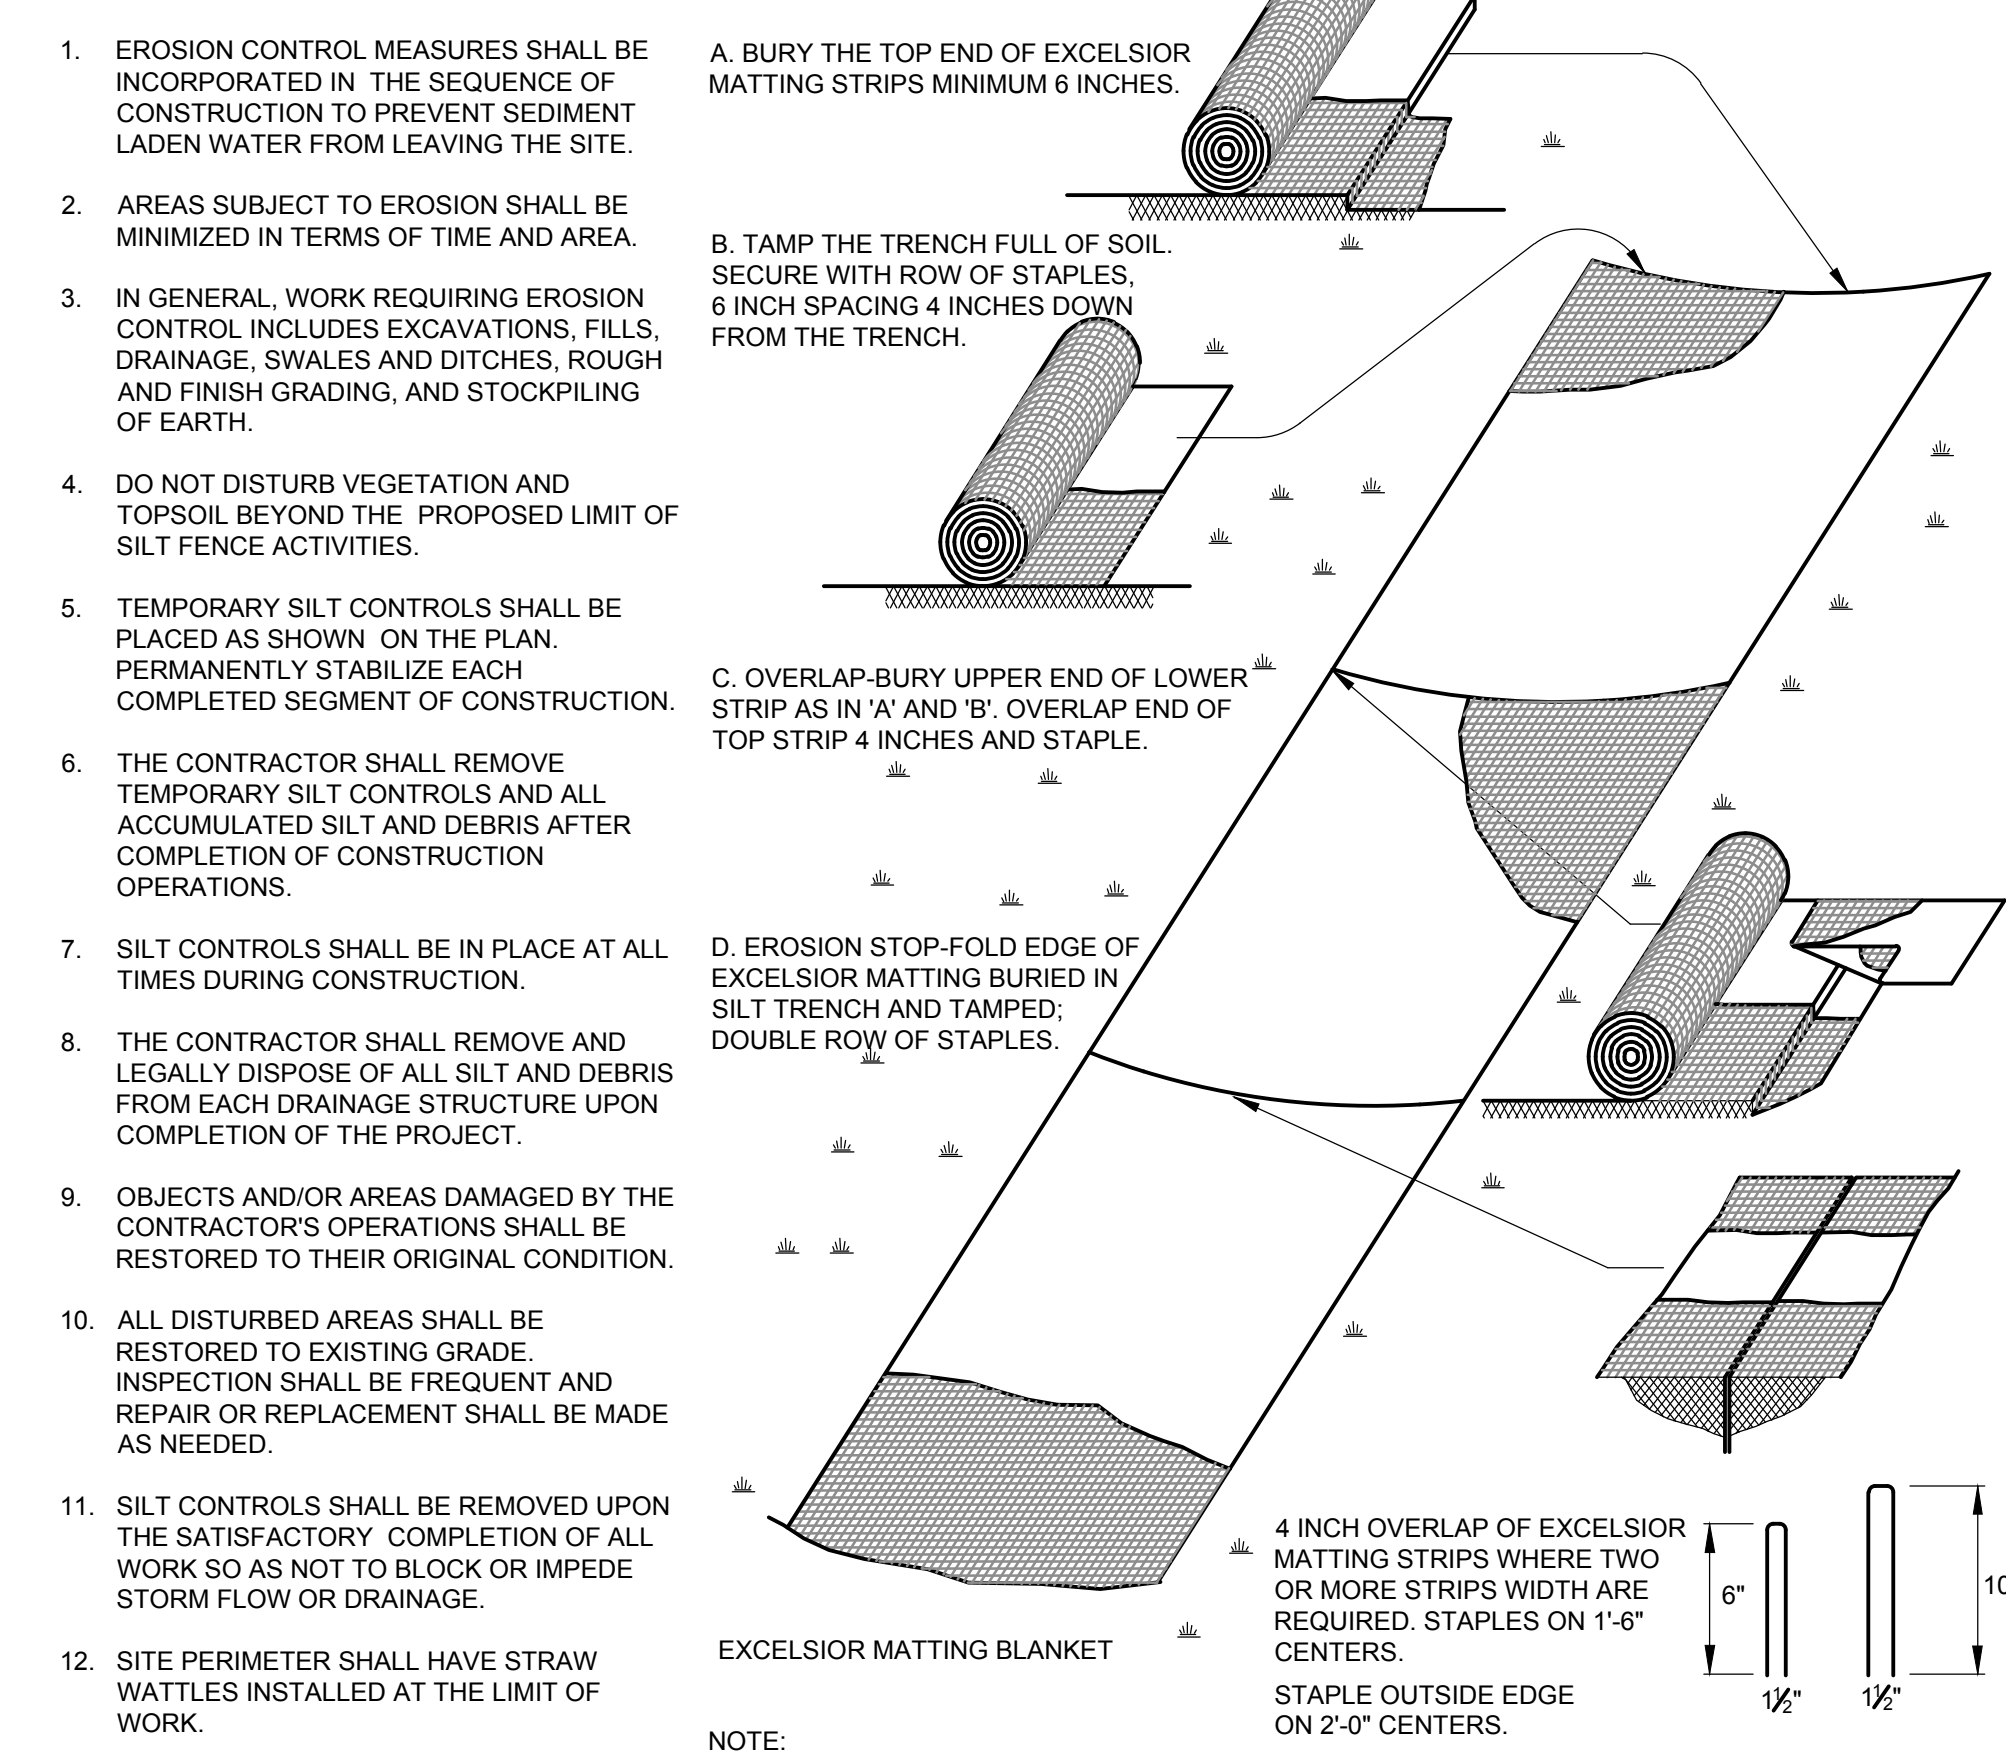 1. EROSION CONTROL MEASURES SHALL BE
INCORPORATED IN THE SEQUENCE OF
CONSTRUCTION TO PREVENT SEDIMENT
LADEN WATER FROM LEAVING THE SITE.
2. AREAS SUBJECT TO EROSION SHALL BE
MINIMIZED IN TERMS OF TIME AND AREA.
3. IN GENERAL, WORK REQUIRING EROSION
CONTROL INCLUDES EXCAVATIONS, FILLS,
DRAINAGE, SWALES AND DITCHES, ROUGH
AND FINISH GRADING, AND STOCKPILING
OF EARTH.
4. DO NOT DISTURB VEGETATION AND
TOPSOIL BEYOND THE PROPOSED LIMIT OF
SILT FENCE ACTIVITIES.
5. TEMPORARY SILT CONTROLS SHALL BE
PLACED AS SHOWN ON THE PLAN.
PERMANENTLY STABILIZE EACH
COMPLETED SEGMENT OF CONSTRUCTION.
6. THE CONTRACTOR SHALL REMOVE
TEMPORARY SILT CONTROLS AND ALL
ACCUMULATED SILT AND DEBRIS AFTER
COMPLETION OF CONSTRUCTION
OPERATIONS.
7. SILT CONTROLS SHALL BE IN PLACE AT ALL
TIMES DURING CONSTRUCTION.
8. THE CONTRACTOR SHALL REMOVE AND
LEGALLY DISPOSE OF ALL SILT AND DEBRIS
FROM EACH DRAINAGE STRUCTURE UPON
COMPLETION OF THE PROJECT.
9. OBJECTS AND/OR AREAS DAMAGED BY THE
CONTRACTOR'S OPERATIONS SHALL BE
RESTORED TO THEIR ORIGINAL CONDITION.
10. ALL DISTURBED AREAS SHALL BE
RESTORED TO EXISTING GRADE.
INSPECTION SHALL BE FREQUENT AND
REPAIR OR REPLACEMENT SHALL BE MADE
AS NEEDED.
11. SILT CONTROLS SHALL BE REMOVED UPON
THE SATISFACTORY COMPLETION OF ALL
WORK SO AS NOT TO BLOCK OR IMPEDE
STORM FLOW OR DRAINAGE.
12. SITE PERIMETER SHALL HAVE STRAW
WATTLES INSTALLED AT THE LIMIT OF
WORK.
A. BURY THE TOP END OF EXCELSIOR
MATTING STRIPS MINIMUM 6 INCHES.
B. TAMP THE TRENCH FULL OF SOIL.
SECURE WITH ROW OF STAPLES,
6 INCH SPACING 4 INCHES DOWN
FROM THE TRENCH.
C. OVERLAP-BURY UPPER END OF LOWER
STRIP AS IN 'A' AND 'B'. OVERLAP END OF
TOP STRIP 4 INCHES AND STAPLE.
D. EROSION STOP-FOLD EDGE OF
EXCELSIOR MATTING BURIED IN
SILT TRENCH AND TAMPED;
DOUBLE ROW OF STAPLES.
EXCELSIOR MATTING BLANKET
NOTE:
4 INCH OVERLAP OF EXCELSIOR
MATTING STRIPS WHERE TWO
OR MORE STRIPS WIDTH ARE
REQUIRED. STAPLES ON 1'-6"
CENTERS.
STAPLE OUTSIDE EDGE
ON 2'-0" CENTERS.
6"
1½"
1½"